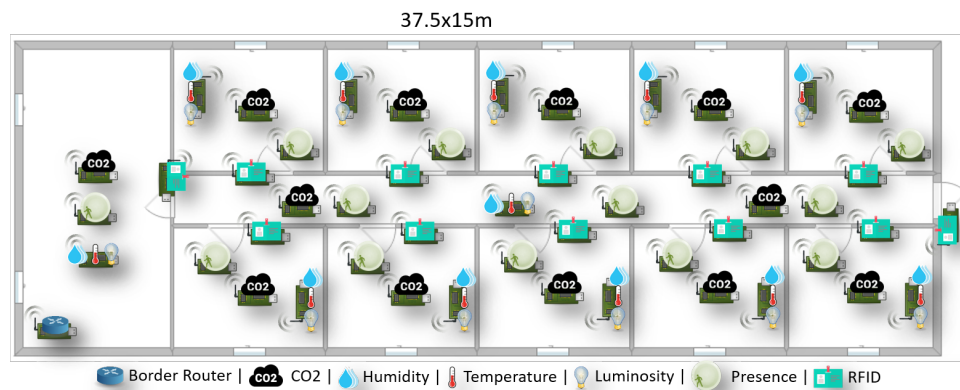 37.5x15m
CO2 CO2 CO2 CO2 CO2
CO2
CO2 CO2
CO2 CO2 CO2 CO2 CO2
Border Router | CO2 CO2 | Humidity | Temperature | Luminosity | Presence | RFID